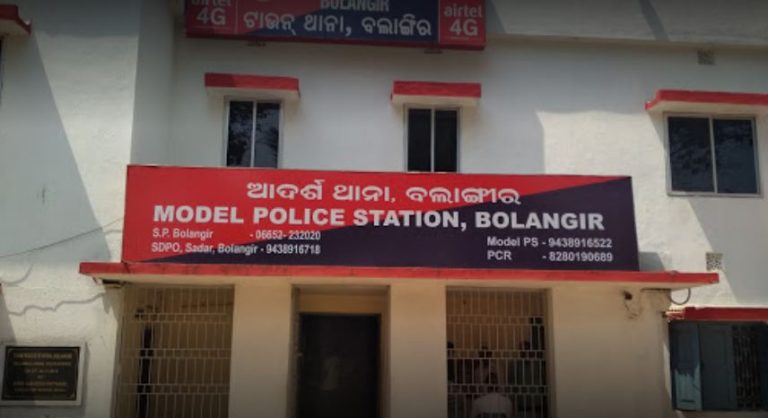 airtel
4G
BOLANGIR
ଟାଉନ୍ ଥାନା, ବଲାଙ୍ଗିର
airtel
4G
ଆଦର୍ଶ ଥାନା, ବଲାଙ୍ଗୀର
MODEL POLICE STATION, BOLANGIR
S.P. Bolangir - 06652- 232020
SDPO, Sadar, Bolangir - 9438916718
Model PS - 9438916522
PCR - 8280190689